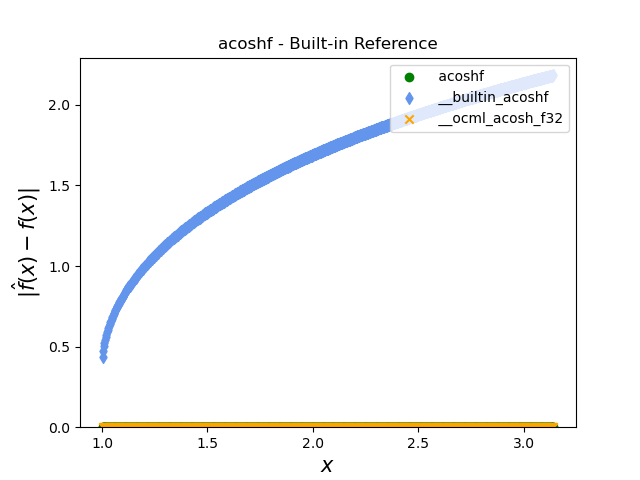 acoshf - Built-in Reference
acoshf
__builtin_acoshf
__ocml_acosh_f32
|f̂(x) − f(x)|
2.0
1.5
1.0
0.5
0.0
1.0 1.5 2.0 2.5 3.0
x